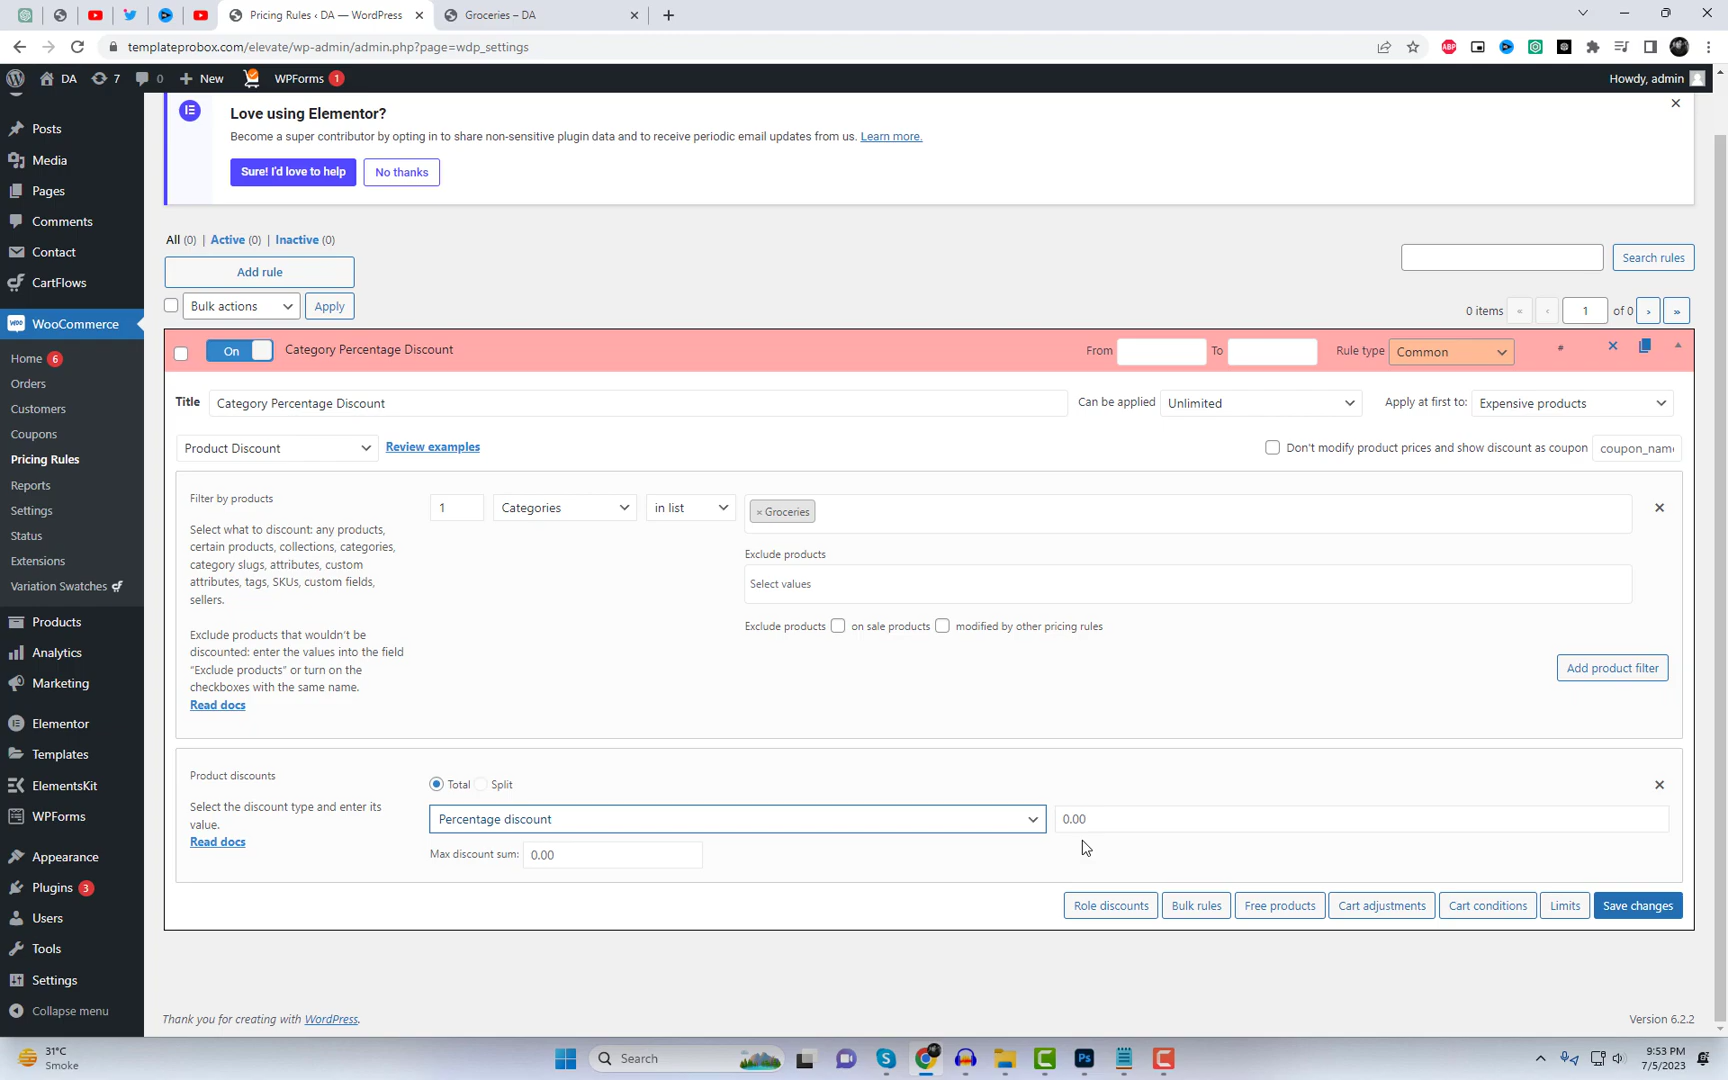 Pricing Rules ‹ DA — WordPress
Groceries – DA
templateprobox.com/elevate/wp-admin/admin.php?page=wdp_settings
ABP
DA
7
0
New
WPForms 1
Howdy, admin
Posts
Media
Pages
Comments
Contact
CartFlows
WooCommerce
Home 6
Orders
Customers
Coupons
Pricing Rules
Reports
Settings
Status
Extensions
Variation Swatches
Products
Analytics
Marketing
Elementor
Templates
ElementsKit
WPForms
Appearance
Plugins 3
Users
Tools
Settings
Collapse menu
Love using Elementor?
Become a super contributor by opting in to share non-sensitive plugin data and to receive periodic email updates from us. Learn more.
Sure! I'd love to help
No thanks
All (0) | Active (0) | Inactive (0)
Add rule
Search rules
Bulk actions
Apply
0 items « ‹ 1 of 0 › »
On
Category Percentage Discount
From
To
Rule type Common
#
Title Category Percentage Discount
Can be applied Unlimited
Apply at first to: Expensive products
Product Discount
Review examples
Don't modify product prices and show discount as coupon
coupon_nam
Filter by products
Select what to discount: any products,
certain products, collections, categories,
category slugs, attributes, custom
attributes, tags, SKUs, custom fields,
sellers.
Exclude products that wouldn't be
discounted: enter the values into the field
"Exclude products" or turn on the
checkboxes with the same name.
Read docs
1
Categories
in list
× Groceries
Exclude products
Select values
Exclude products on sale products modified by other pricing rules
Add product filter
Product discounts
Select the discount type and enter its
value.
Read docs
Total Split
Percentage discount
0.00
Max discount sum: 0.00
Role discounts
Bulk rules
Free products
Cart adjustments
Cart conditions
Limits
Save changes
Thank you for creating with WordPress.
Version 6.2.2
31°C
Smoke
Search
9:53 PM
7/5/2023